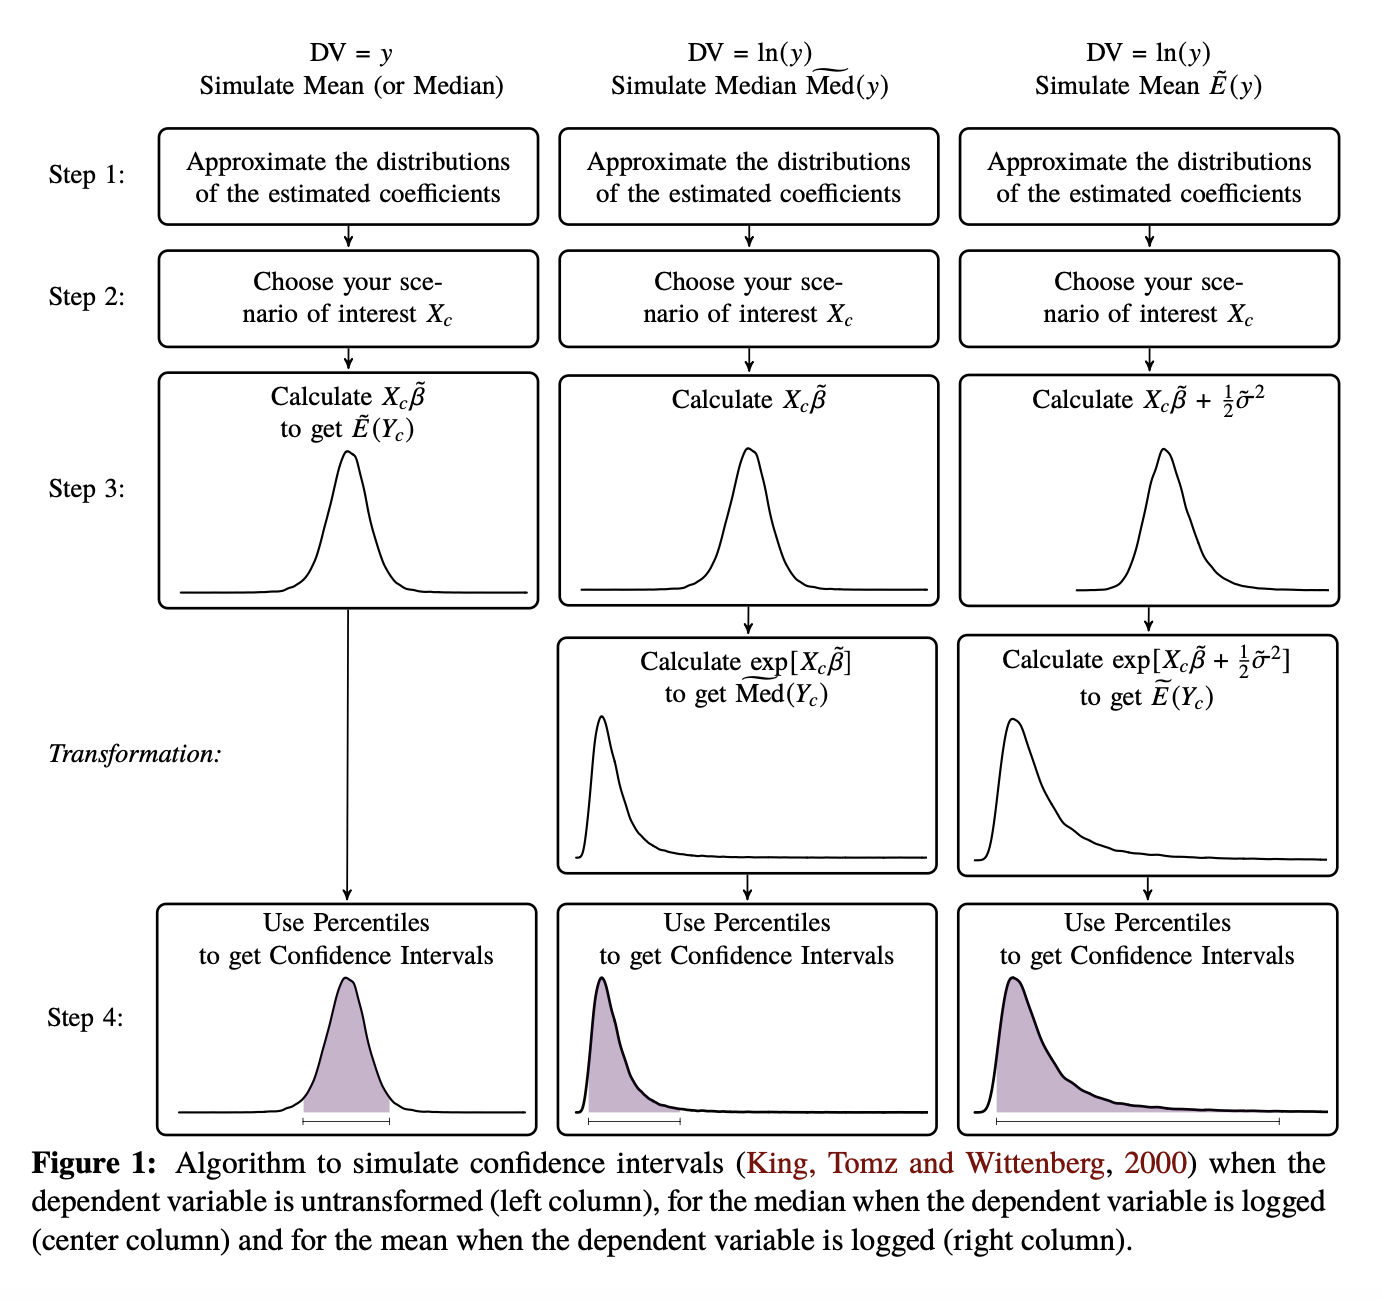 DV = y
Simulate Mean (or Median)
DV = ln(y)
Simulate Median M͠ed(y)
DV = ln(y)
Simulate Mean Ẽ(y)
Step 1:
Approximate the distributions
of the estimated coefficients
Approximate the distributions
of the estimated coefficients
Approximate the distributions
of the estimated coefficients
Step 2:
Choose your sce-
nario of interest X_c
Choose your sce-
nario of interest X_c
Choose your sce-
nario of interest X_c
Step 3:
Calculate X_cβ̃
to get Ẽ(Y_c)
Calculate X_cβ̃
Calculate X_cβ̃ + ½σ̃²
Transformation:
Calculate exp[X_cβ̃]
to get M͠ed(Y_c)
Calculate exp[X_cβ̃ + ½σ̃²]
to get Ẽ(Y_c)
Step 4:
Use Percentiles
to get Confidence Intervals
Use Percentiles
to get Confidence Intervals
Use Percentiles
to get Confidence Intervals
Figure 1: Algorithm to simulate confidence intervals (King, Tomz and Wittenberg, 2000) when the
dependent variable is untransformed (left column), for the median when the dependent variable is logged
(center column) and for the mean when the dependent variable is logged (right column).